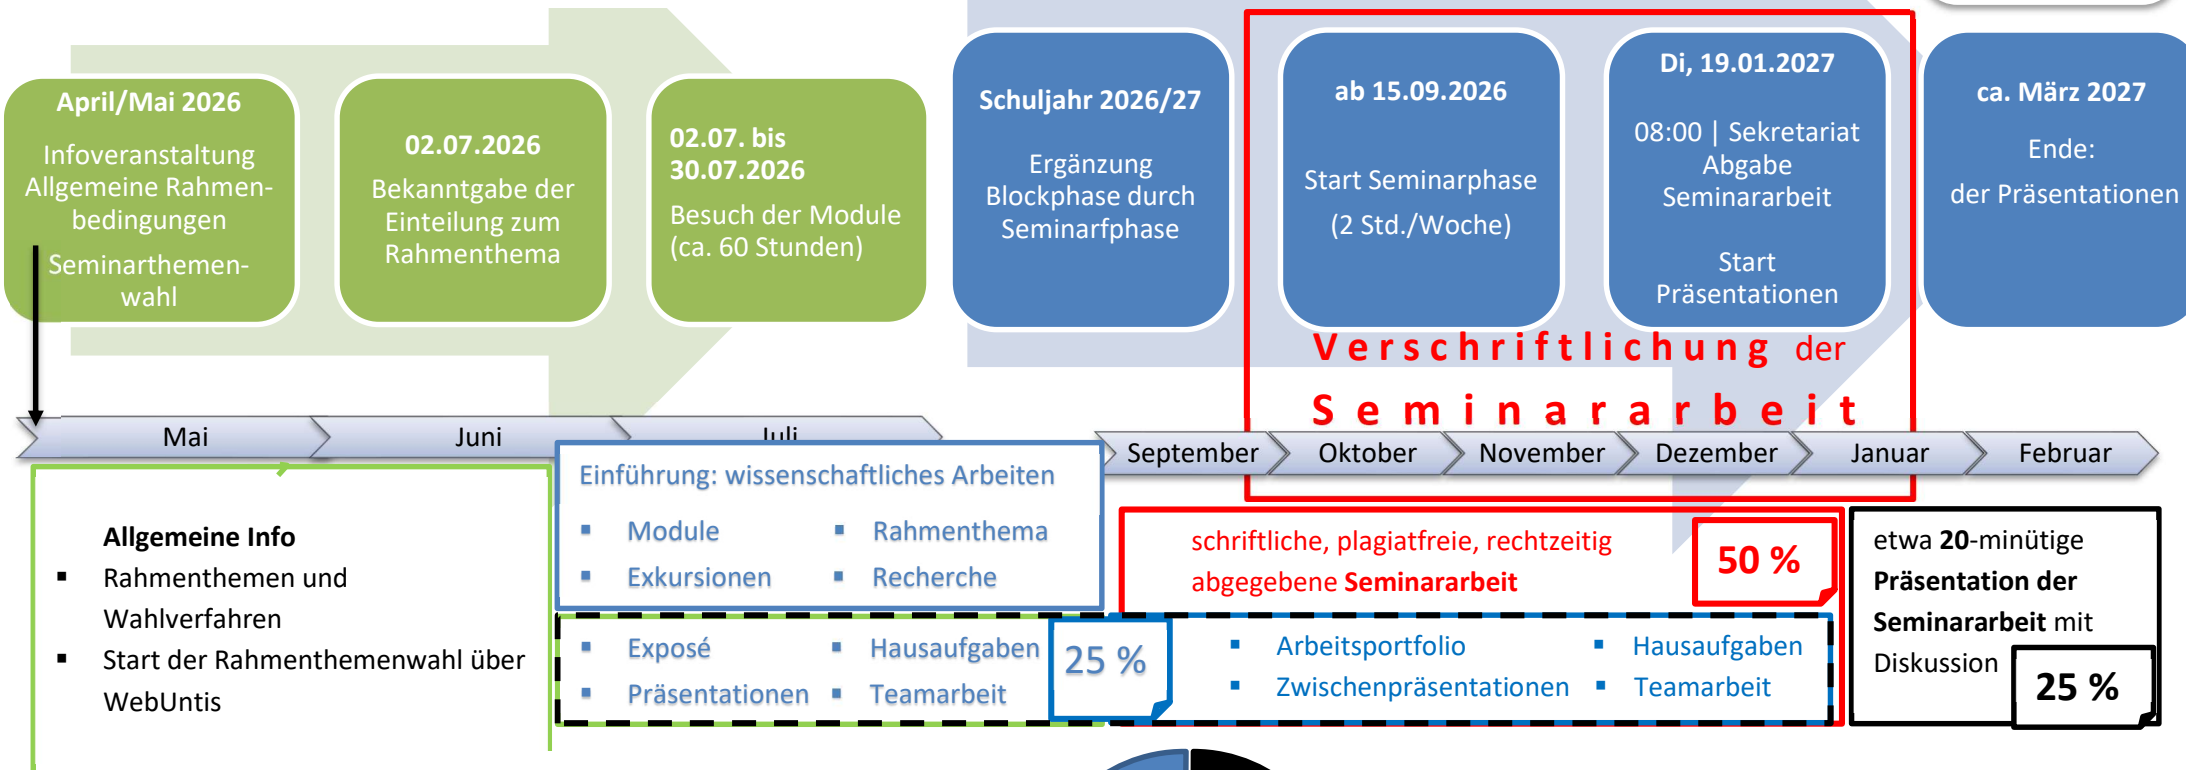 April/Mai 2026
Infoveranstaltung
Allgemeine Rahmen-
bedingungen
Seminarthemen-
wahl
02.07.2026
Bekanntgabe der
Einteilung zum
Rahmenthema
02.07. bis
30.07.2026
Besuch der Module
(ca. 60 Stunden)
Schuljahr 2026/27
Ergänzung
Blockphase durch
Seminarfphase
ab 15.09.2026
Start Seminarphase
(2 Std./Woche)
Di, 19.01.2027
08:00 | Sekretariat
Abgabe
Seminararbeit
Start
Präsentationen
ca. März 2027
Ende:
der Präsentationen
Verschriftlichung der
Seminararbeit
Mai
Juni
Juli
September
Oktober
November
Dezember
Januar
Februar
Allgemeine Info
▪ Rahmenthemen und
Wahlverfahren
▪ Start der Rahmenthemenwahl über
WebUntis
Einführung: wissenschaftliches Arbeiten
▪ Module
▪ Exkursionen
▪ Rahmenthema
▪ Recherche
▪ Exposé
▪ Präsentationen
▪ Hausaufgaben
▪ Teamarbeit
25 %
schriftliche, plagiatfreie, rechtzeitig
abgegebene Seminararbeit
50 %
▪ Arbeitsportfolio
▪ Zwischenpräsentationen
▪ Hausaufgaben
▪ Teamarbeit
etwa 20-minütige
Präsentation der
Seminararbeit mit
Diskussion
25 %